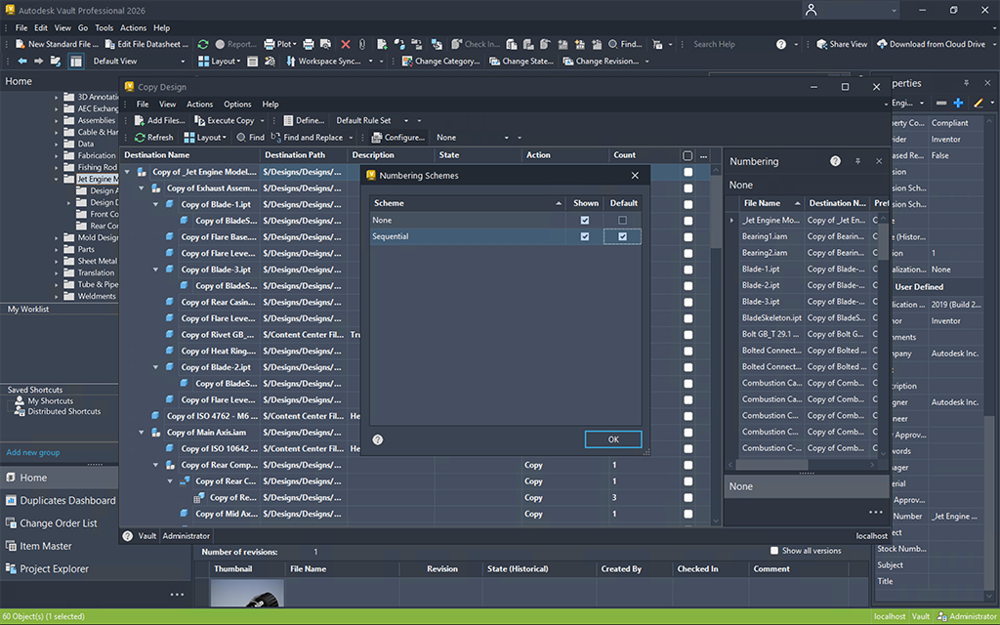 Autodesk Vault Professional 2026
File Edit View Go Tools Actions Help
New Standard File ... Edit File Datasheet ... Report... Plot Check In... Find... Search Help Share View Download from Cloud Drive
Default View Layout Workspace Sync... Change Category... Change State... Change Revision...
Home
3D Annotatio
AEC Exchang
Assemblies
Cable & Har
Data
Fabrication
Fishing Rod
Jet Engine M
Design A
Design D
Front Co
Rear Cor
Mold Design
Parts
Sheet Metal
Translation
Tube & Pipe
Weldments
My Worklist
Saved Shortcuts
My Shortcuts
Distributed Shortcuts
Add new group
Home
Duplicates Dashboard
Change Order List
Item Master
Project Explorer
Copy Design
File View Actions Options Help
Add Files... Execute Copy Define... Default Rule Set
Refresh Layout Find Find and Replace Configure... None
Destination Name Destination Path Description State Action Count ...
Copy of _Jet Engine Model.... $/Designs/Designs/...
Copy of Exhaust Assem... $/Designs/Designs/...
Copy of Blade-1.ipt $/Designs/Designs/...
Copy of BladeS... $/Designs/Designs/...
Copy of Flare Base.... $/Designs/Designs/...
Copy of Flare Leve... $/Designs/Designs/...
Copy of Blade-3.ipt $/Designs/Designs/...
Copy of BladeS... $/Designs/Designs/...
Copy of Rear Casin... $/Designs/Designs/...
Copy of Flare Leve... $/Designs/Designs/...
Copy of Rivet GB_... $/Content Center Fil... Tru
Copy of Heat Ring.... $/Designs/Designs/...
Copy of Blade-2.ipt $/Designs/Designs/...
Copy of BladeS... $/Designs/Designs/...
Copy of Flare Leve... $/Designs/Designs/...
Copy of ISO 4762 - M6 ... $/Content Center Fil... He
Copy of Main Axis.iam $/Designs/Designs/...
Copy of ISO 10642 ... $/Content Center Fil... He
Copy of Rear Comp... $/Designs/Designs/... Copy 1
Copy of Rear C... $/Designs/Designs/... Copy 1
Copy of Re... $/Designs/Designs/... Copy 3
Copy of Mid Ax... $/Designs/Designs/... Copy 1
Vault Administrator localhost
Numbering Schemes
Scheme Shown Default
None
Sequential
OK
Numbering
None
File Name Destination N... Pref
_Jet Engine Mo... Copy of _Jet En... C
Bearing1.iam Copy of Bearin... C
Bearing2.iam Copy of Bearin... C
Blade-1.ipt Copy of Blade-... C
Blade-2.ipt Copy of Blade-... C
Blade-3.ipt Copy of Blade-... C
BladeSkeleton.ipt Copy of BladeS... C
Bolt GB_T 29.1 ... Copy of Bolt G... C
Bolted Connect... Copy of Bolted ... C
Bolted Connect... Copy of Bolted ... C
Combustion Ca... Copy of Comb... C
Combustion Ca... Copy of Comb... C
Combustion C... Copy of Comb... C
Combustion C... Copy of Comb... C
Combustion C-... Copy of Comb... C
None
...
operties
Engi...
perty Co... Compliant
vider Inventor
ased Re... False
sion
sion Sch...
sion Sch...
e (Histor...
sion 1
alization... None
User Defined
ication ... 2019 (Build 2...
hor Inventor
mments
mpany Autodesk Inc.
ct
cription
igner Autodesk Inc.
neer
r Approv...
words
nager
erial
Approv...
Number _Jet Engine ...
ect
Stock Numb...
Subject
Title
Number of revisions: 1 Show all versions
Thumbnail File Name Revision State (Historical) Created By Checked In Comment
60 Object(s) (1 selected) localhost Vault Administrator